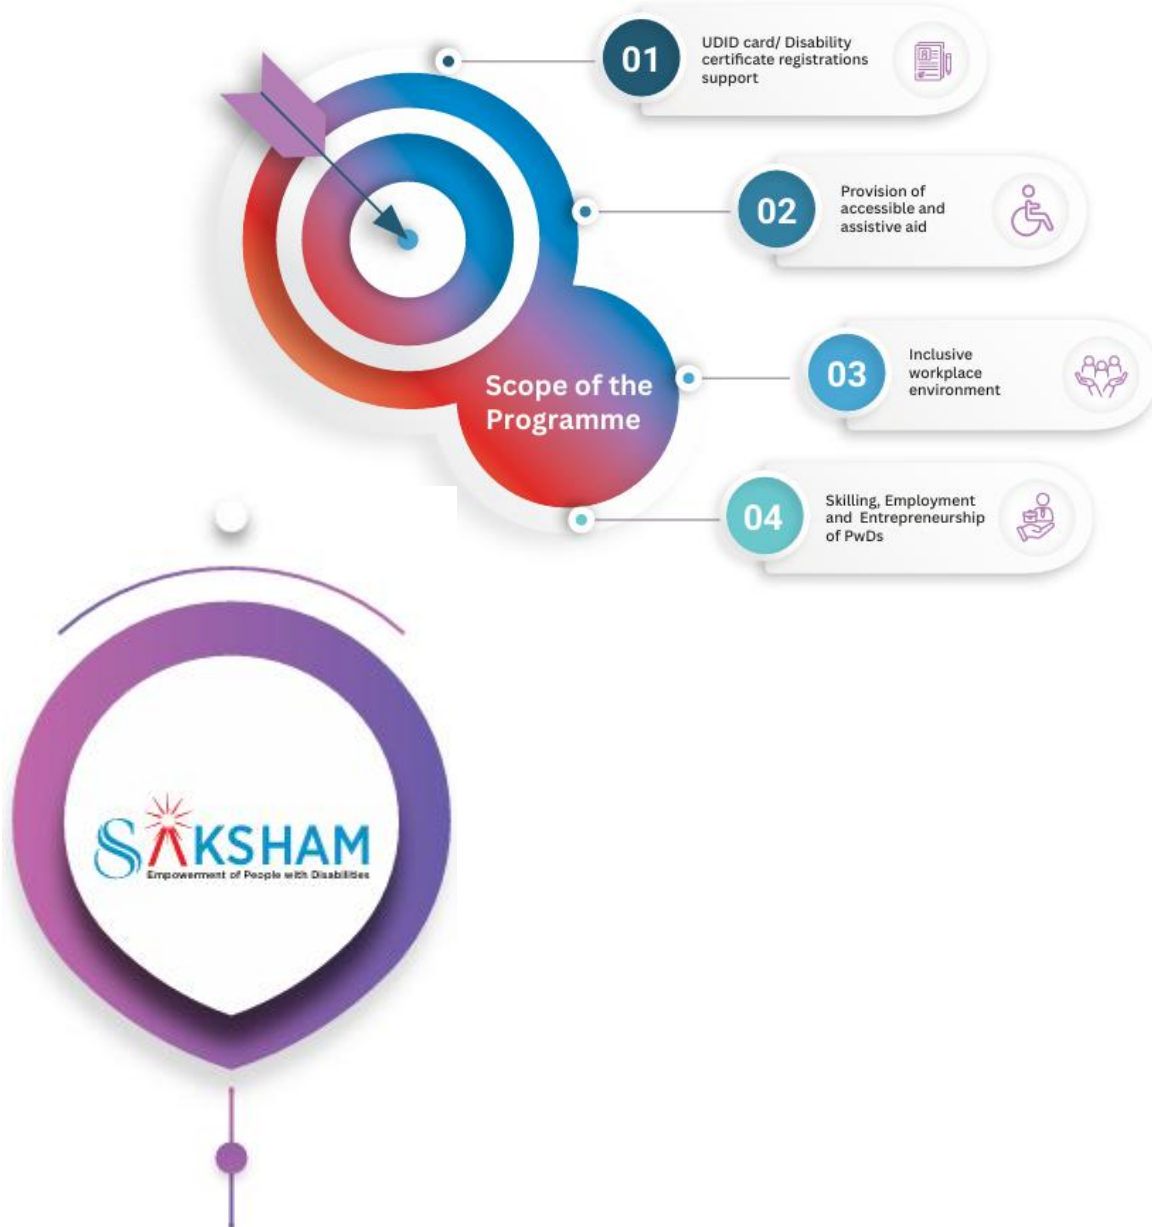 01
UDID card/ Disability
certificate registrations
support
02
Provision of
accessible and
assistive aid
03
Inclusive
workplace
environment
Scope of the
Programme
04
Skilling, Employment
and Entrepreneurship
of PwDs
SAKSHAM
Empowerment of People with Disabilities